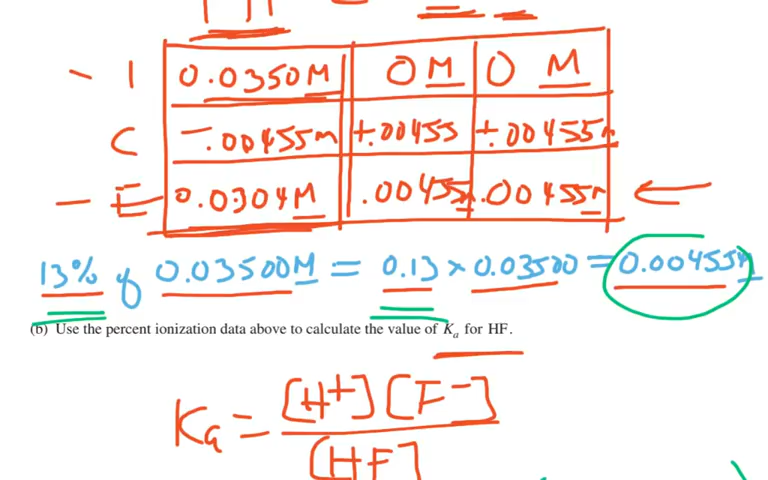 - I 0.0350M 0 M 0 M
C -.00455M +.00455 +.00455M
- E 0.0304M .00455M .00455M
13% of 0.03500M = 0.13 x 0.03500 = 0.00455M
(b) Use the percent ionization data above to calculate the value of Ka for HF.
Ka = [H+] [F-]
[HF]